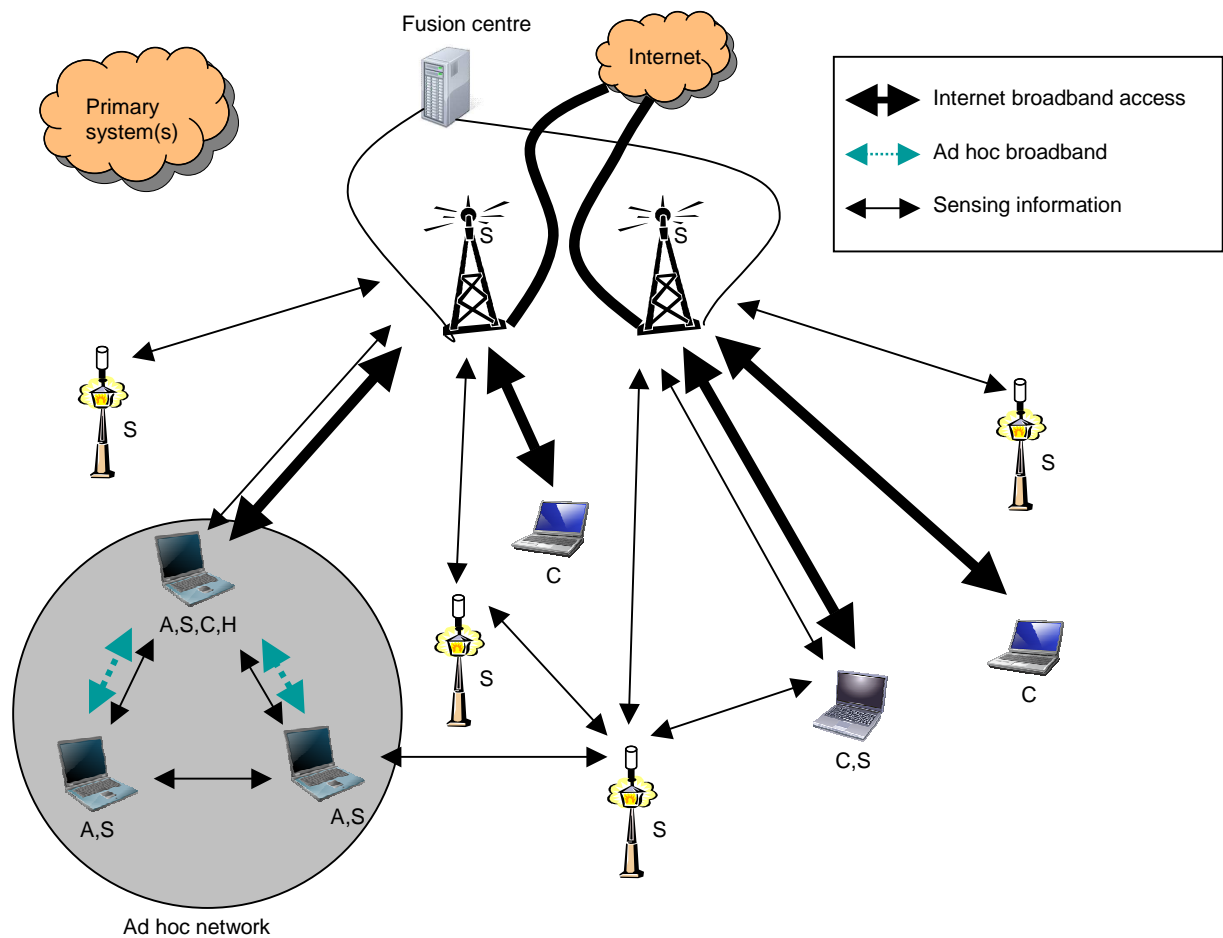 Fusion centre
Internet
Primary
system(s)
Internet broadband access
Ad hoc broadband
Sensing information
S
S
S
S
C
A,S,C,H
S
C
C,S
A,S
A,S
S
Ad hoc network